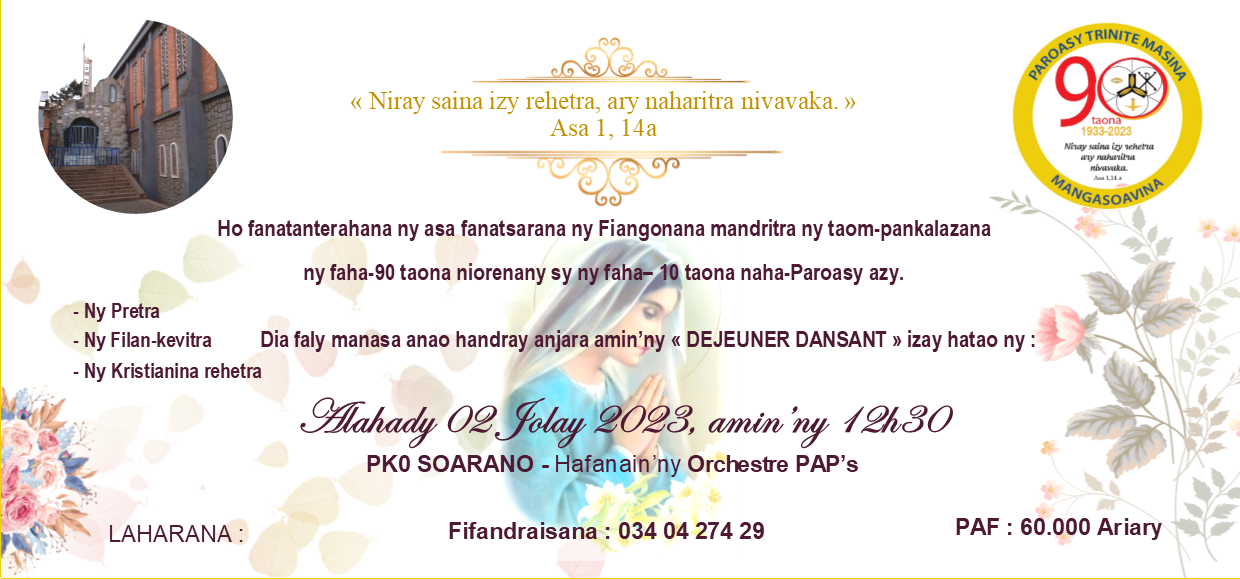 « Niray saina izy rehetra, ary naharitra nivavaka. »
Asa 1, 14a
PAROASY TRINITE MASINA
90
taona
1933-2023
Niray saina izy rehetra
ary naharitra
nivavaka.
Asa 1,14 a
MANGASOAVINA
Ho fanatanterahana ny asa fanatsarana ny Fiangonana mandritra ny taom-pankalazana
ny faha-90 taona niorenany sy ny faha– 10 taona naha-Paroasy azy.
- Ny Pretra
- Ny Filan-kevitra
- Ny Kristianina rehetra
Dia faly manasa anao handray anjara amin’ny « DEJEUNER DANSANT » izay hatao ny :
Alahady 02 Jolay 2023, amin’ny 12h30
PK0 SOARANO - Hafanain’ny Orchestre PAP’s
LAHARANA :
Fifandraisana : 034 04 274 29
PAF : 60.000 Ariary